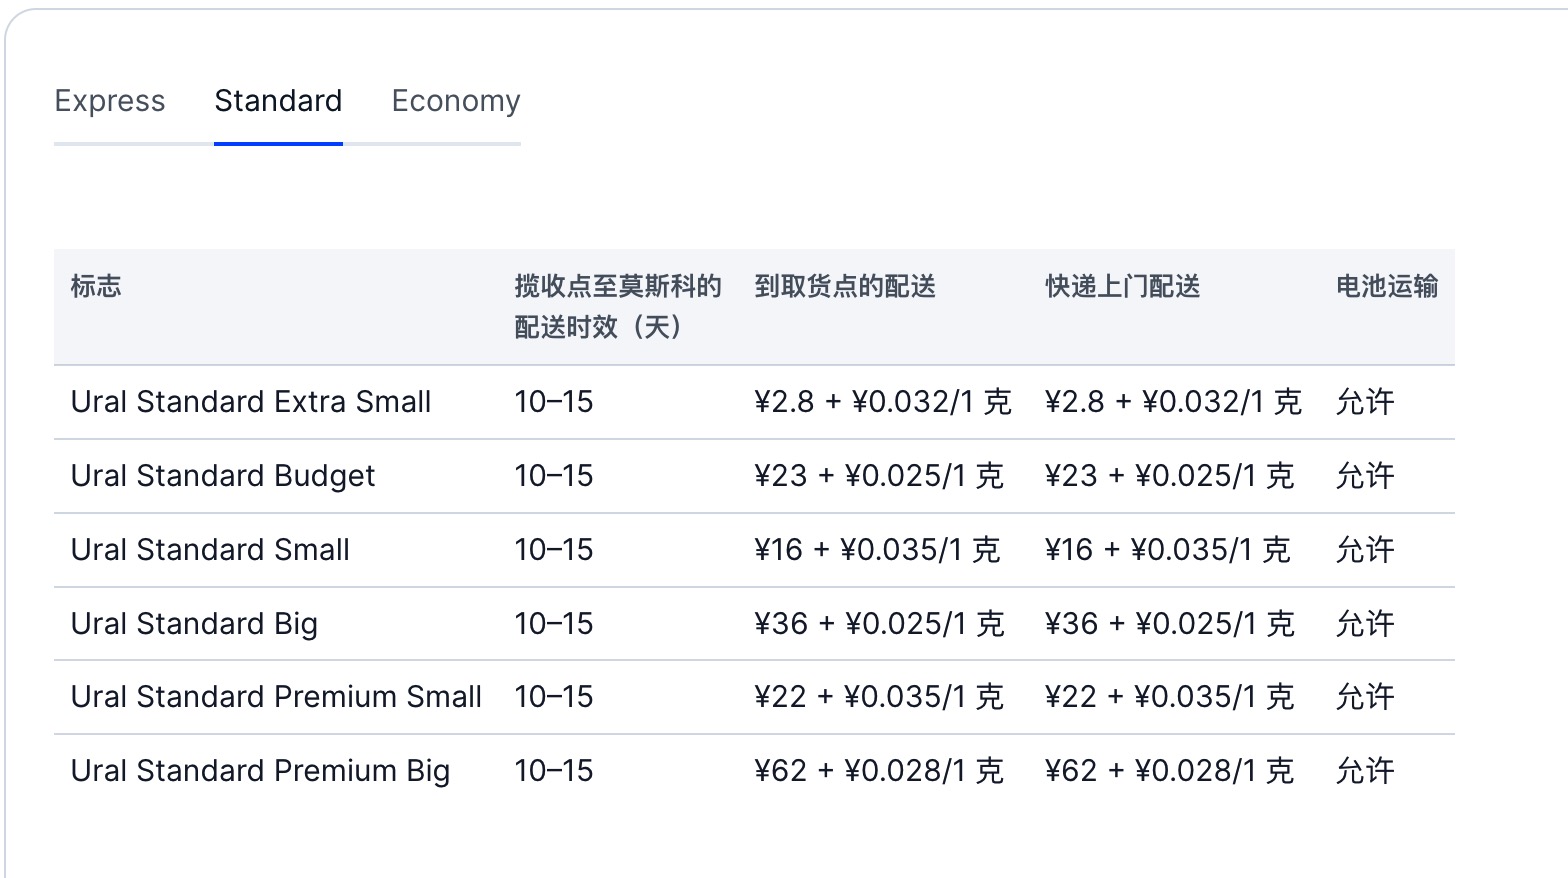 Express Standard Economy
标志 揽收点至莫斯科的 到取货点的配送 快递上门配送 电池运输
配送时效（天）
Ural Standard Extra Small 10–15 ¥2.8 + ¥0.032/1 克 ¥2.8 + ¥0.032/1 克 允许
Ural Standard Budget 10–15 ¥23 + ¥0.025/1 克 ¥23 + ¥0.025/1 克 允许
Ural Standard Small 10–15 ¥16 + ¥0.035/1 克 ¥16 + ¥0.035/1 克 允许
Ural Standard Big 10–15 ¥36 + ¥0.025/1 克 ¥36 + ¥0.025/1 克 允许
Ural Standard Premium Small 10–15 ¥22 + ¥0.035/1 克 ¥22 + ¥0.035/1 克 允许
Ural Standard Premium Big 10–15 ¥62 + ¥0.028/1 克 ¥62 + ¥0.028/1 克 允许